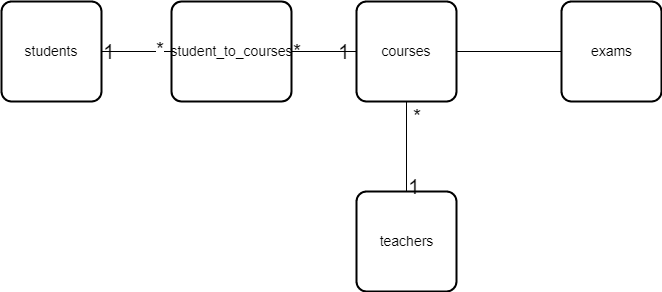 students
1
*
student_to_courses
*
1
courses
exams
*
1
teachers